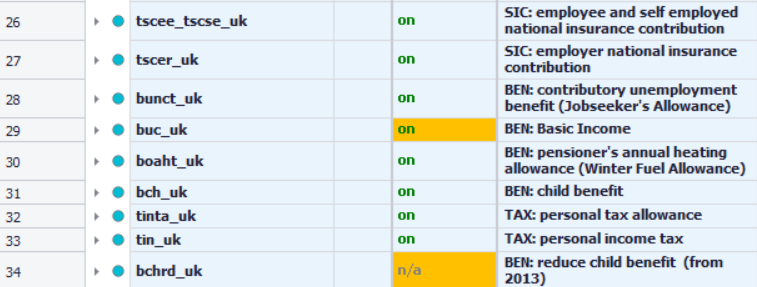 26 tscee_tscse_uk on SIC: employee and self employed
national insurance contribution
27 tscer_uk on SIC: employer national insurance
contribution
28 bunct_uk on BEN: contributory unemployment
benefit (Jobseeker's Allowance)
29 buc_uk on BEN: Basic Income
30 boaht_uk on BEN: pensioner's annual heating
allowance (Winter Fuel Allowance)
31 bch_uk on BEN: child benefit
32 tinta_uk on TAX: personal tax allowance
33 tin_uk on TAX: personal income tax
34 bchrd_uk n/a BEN: reduce child benefit (from
2013)